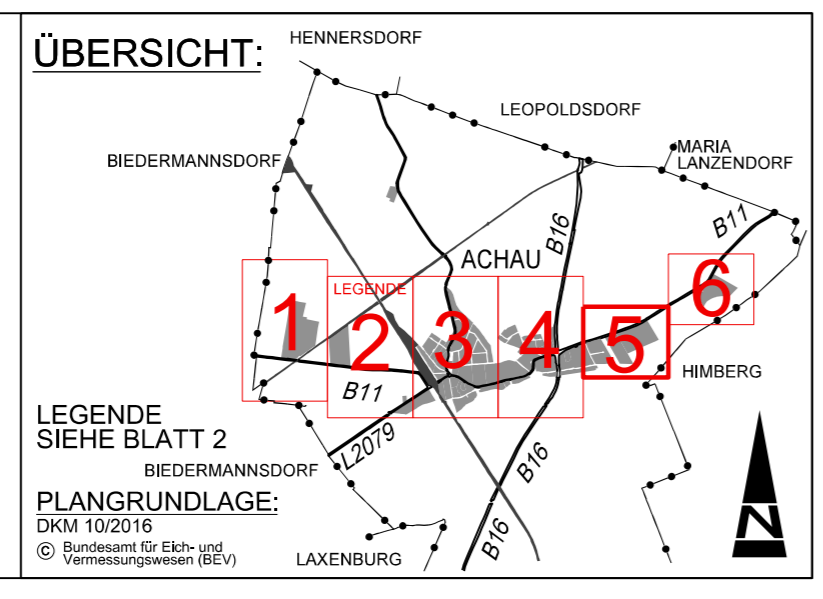 ÜBERSICHT:
HENNERSDORF
LEOPOLDSDORF
BIEDERMANNSDORF
MARIA
LANZENDORF
B11
B16
ACHAU
LEGENDE
1
2
3
4
5
6
B11
HIMBERG
LEGENDE
SIEHE BLATT 2
L2079
BIEDERMANNSDORF
B16
PLANGRUNDLAGE:
DKM 10/2016
© Bundesamt für Eich- und
Vermessungswesen (BEV)
LAXENBURG
B16
N